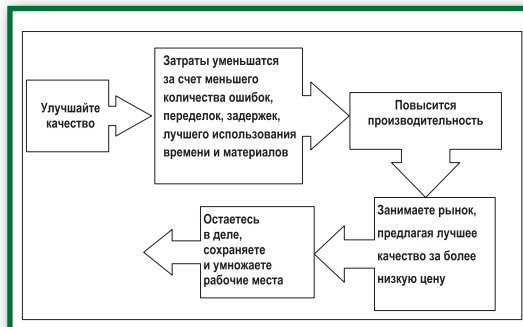 Улучшайте
качество
Затраты уменьшатся
за счет меньшего
количества ошибок,
переделок, задержек,
лучшего использования
времени и материалов
Повысится
производительность
Занимаете рынок,
предлагая лучшее
качество за более
низкую цену
Остаетесь
в деле,
сохраняете
и умножаете
рабочие места